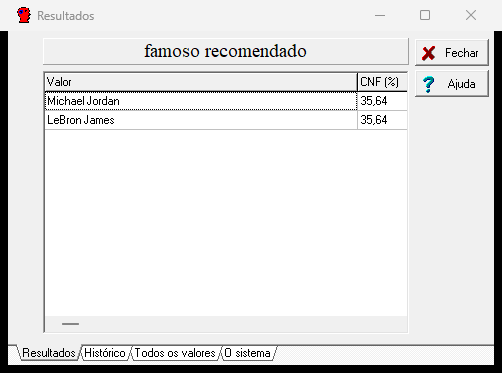 Resultados
famoso recomendado
Fechar
Ajuda
Valor CNF (%)
Michael Jordan 35,64
LeBron James 35,64
Resultados Histórico Todos os valores O sistema